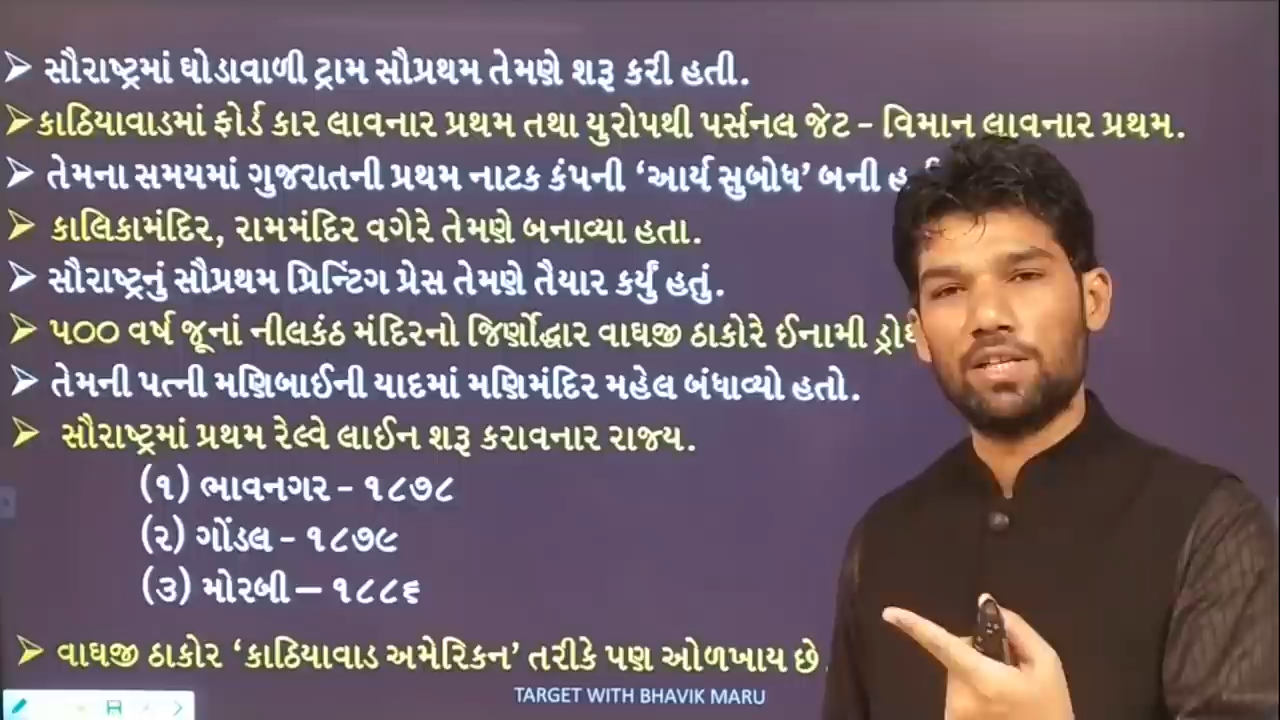 ➢ સૌરાષ્ટ્રમાં ઘોડાવાળી ટ્રામ સૌપ્રથમ તેમણે શરૂ કરી હતી.
➢ કાઠિયાવાડમાં ફોર્ડ કાર લાવનાર પ્રથમ તથા યુરોપથી પર્સનલ જેટ - વિમાન લાવનાર પ્રથમ.
➢ તેમના સમયમાં ગુજરાતની પ્રથમ નાટક કંપની ‘આર્ય સુબોધ’ બની
➢ કાલિકામંદિર, રામમંદિર વગેરે તેમણે બનાવ્યા હતા.
➢ સૌરાષ્ટ્રનું સૌપ્રથમ પ્રિન્ટિંગ પ્રેસ તેમણે તૈયાર કર્યું હતું.
➢ ૫૦૦ વર્ષ જૂનાં નીલકંઠ મંદિરનો જિર્ણોદ્ધાર વાઘજી ઠાકોરે ઈનામી
➢ તેમની પત્ની મણિબાઈની યાદમાં મણિમંદિર મહેલ બંધાવ્યો હતો.
➢ સૌરાષ્ટ્રમાં પ્રથમ રેલ્વે લાઈન શરૂ કરાવનાર રાજ્ય.
(૧) ભાવનગર - ૧૮૭૮
(૨) ગોંડલ - ૧૮૭૯
(૩) મોરબી – ૧૮૮૬
➢ વાઘજી ઠાકોર ‘કાઠિયાવાડ અમેરિકન’ તરીકે પણ ઓળખાય છે.
TARGET WITH BHAVIK MARU